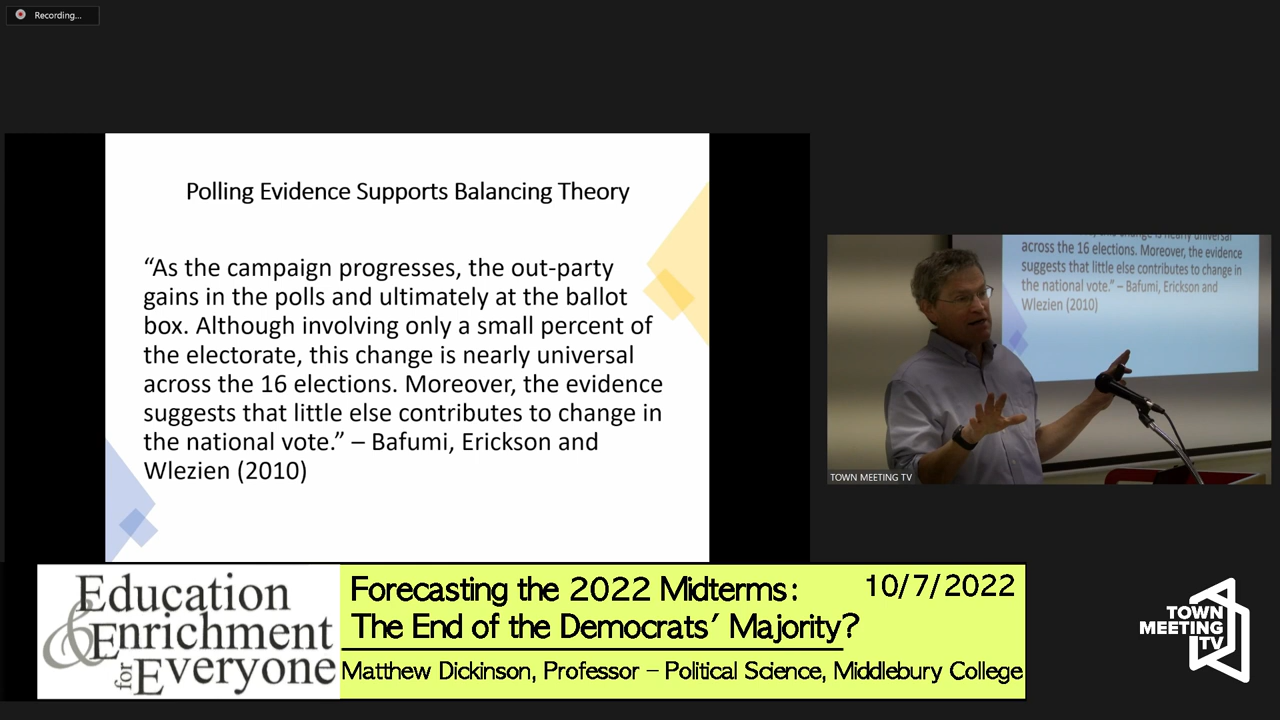 Recording...
Polling Evidence Supports Balancing Theory
“As the campaign progresses, the out-party
gains in the polls and ultimately at the ballot
box. Although involving only a small percent of
the electorate, this change is nearly universal
across the 16 elections. Moreover, the evidence
suggests that little else contributes to change in
the national vote.” – Bafumi, Erickson and
Wlezien (2010)
this change is nearly universal
across the 16 elections. Moreover, the evidence
suggests that little else contributes to change in
the national vote.” – Bafumi, Erickson and
Wlezien (2010)
TOWN MEETING TV
Education
& Enrichment
for Everyone
Forecasting the 2022 Midterms: 10/7/2022
The End of the Democrats’ Majority?
Matthew Dickinson, Professor – Political Science, Middlebury College
TOWN
MEETING
TV